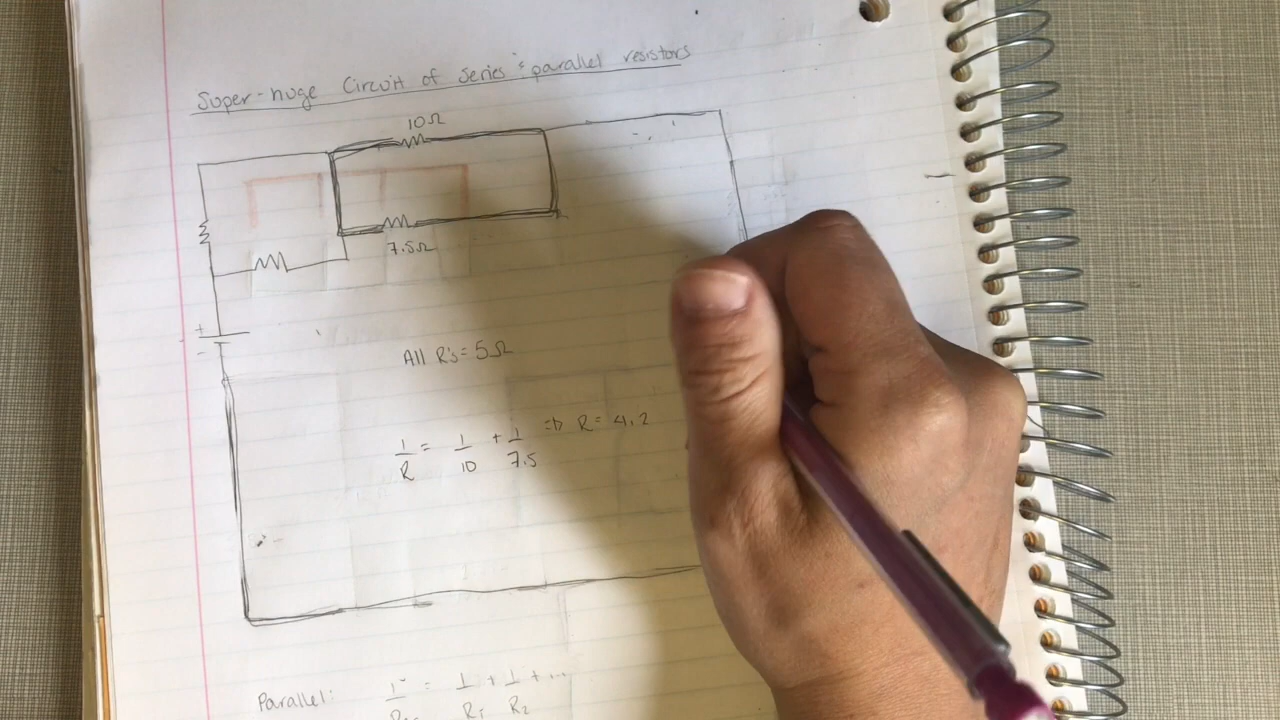 Super-huge Circuit of Series & parallel resistors
10Ω
7.5Ω
+
-
All R's = 5Ω
1/R = 1/10 + 1/7.5 => R = 4.2
Parallel: 1/R = 1/R1 + 1/R2 + ...